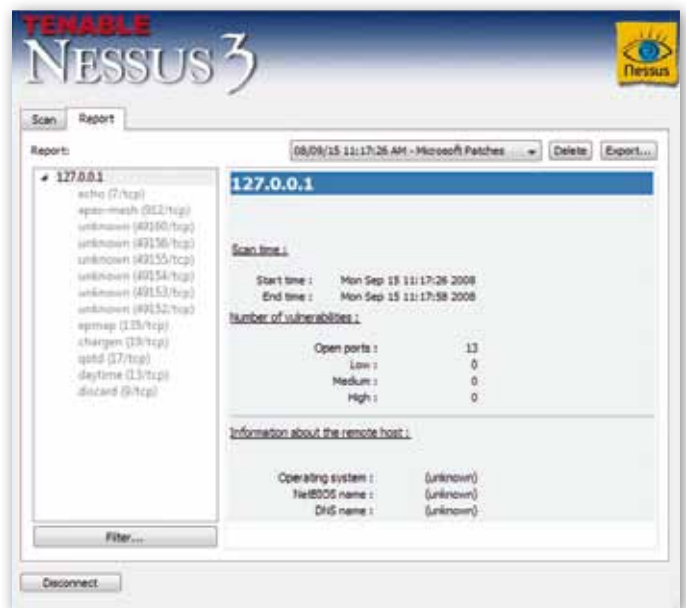 TENABLE
NESSUS 3
Nessus
Scan
Report
Report:
08/09/15 11:17:26 AM - Microsoft Patches
Delete
Export...
127.0.0.1
echo (7/tcp)
apex-mesh (912/tcp)
unknown (49160/tcp)
unknown (49156/tcp)
unknown (49155/tcp)
unknown (49154/tcp)
unknown (49153/tcp)
unknown (49152/tcp)
epmap (135/tcp)
chargen (19/tcp)
qotd (17/tcp)
daytime (13/tcp)
discard (9/tcp)
Filter...
127.0.0.1
Scan time :
Start time : Mon Sep 15 11:17:26 2008
End time : Mon Sep 15 11:17:58 2008
Number of vulnerabilities :
Open ports : 13
Low : 0
Medium : 0
High : 0
Information about the remote host :
Operating system : (unknown)
NetBIOS name : (unknown)
DNS name : (unknown)
Disconnect